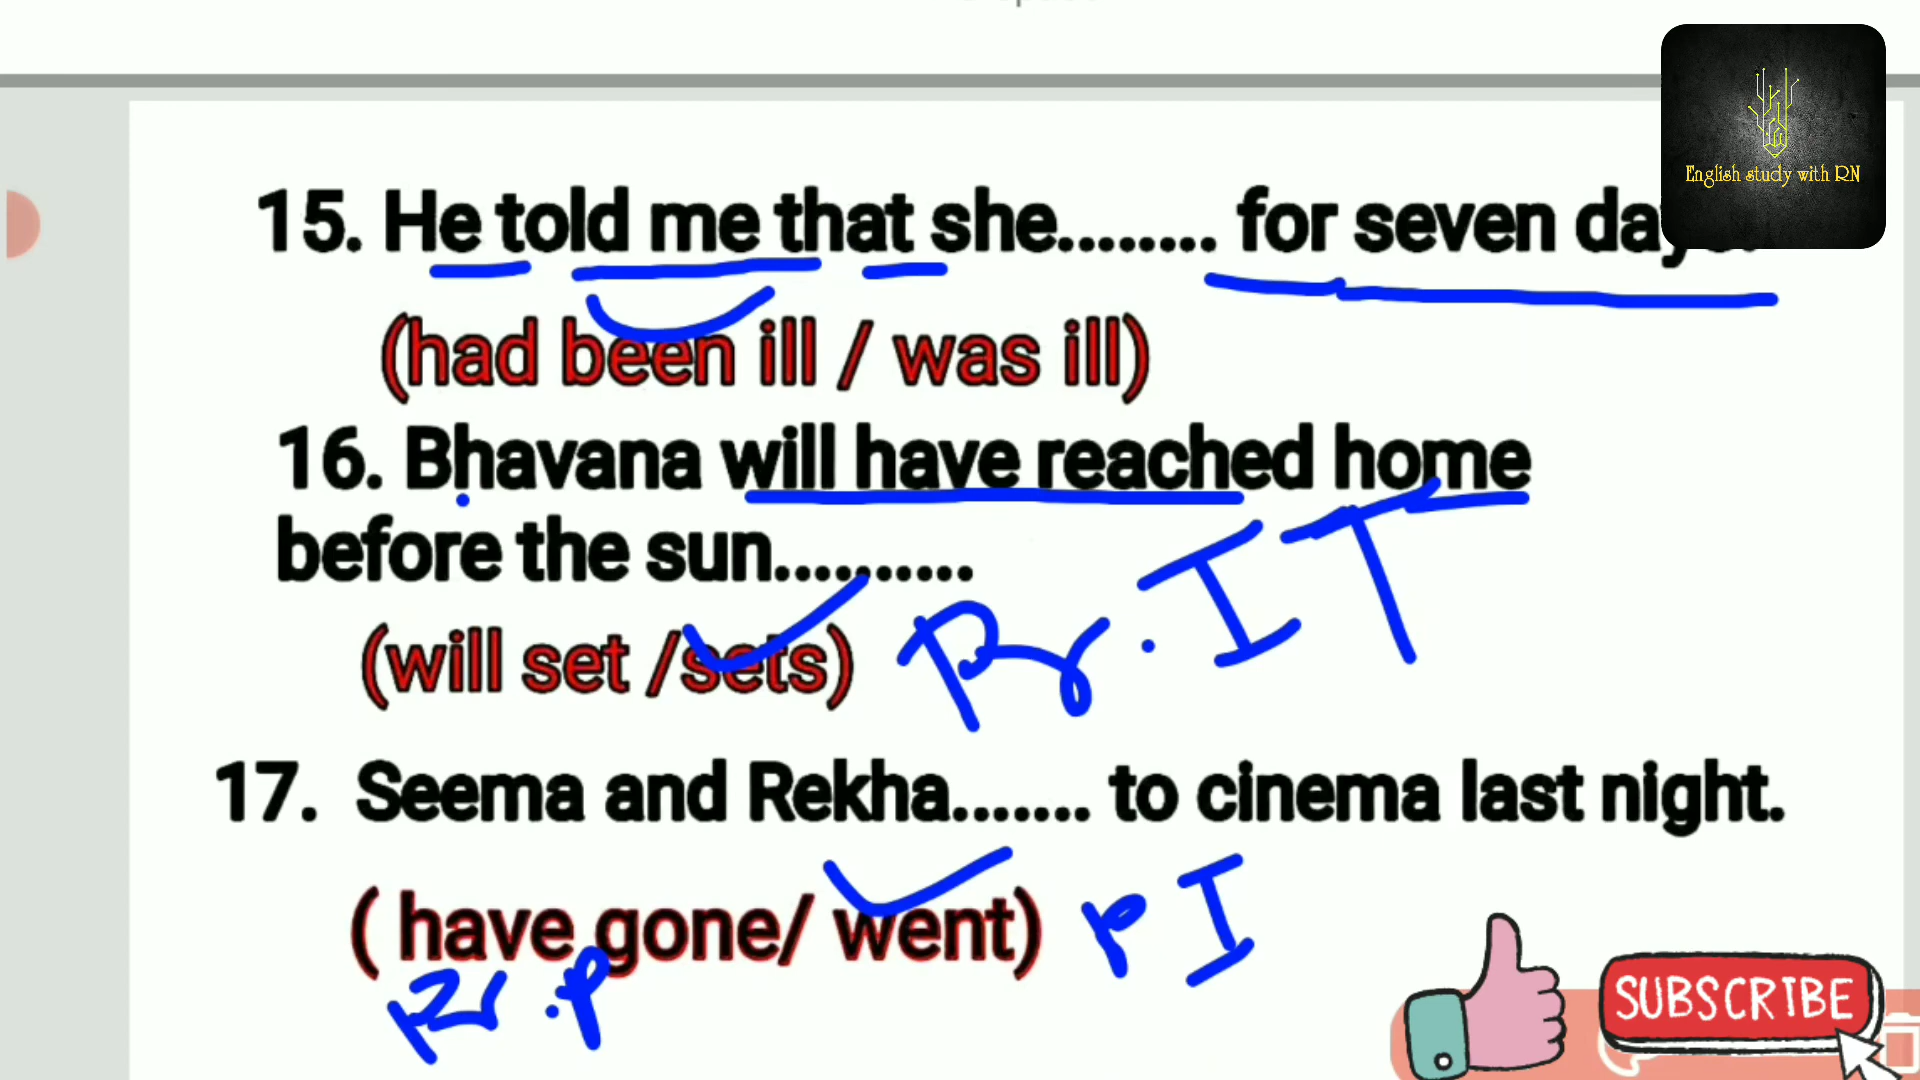 English study with RN
15. He told me that she........ for seven
(had been ill / was ill)
16. Bhavana will have reached home
before the sun..........
(will set /sets)
Pr. I T
17. Seema and Rekha....... to cinema last night.
( have gone/ went)
P I
Pr .P
SUBSCRIBE